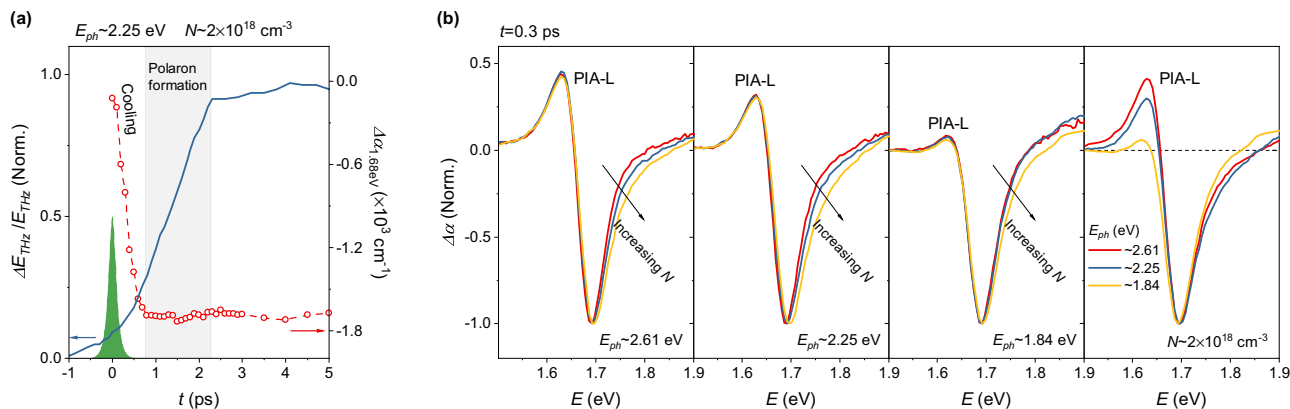 (a)
E_ph~2.25 eV N~2×10^18 cm^-3
1.0
0.5
0.0
ΔE_THz /E_THz (Norm.)
Cooling
Polaron
formation
0.0
-0.6
-1.2
-1.8
Δα_1.68eV (×10^3 cm^-1)
-1 0 1 2 3 4 5
t (ps)
(b)
t=0.3 ps
0.5
0.0
-0.5
-1.0
Δα (Norm.)
PIA-L
Increasing N
E_ph~2.61 eV
1.6 1.7 1.8 1.9
E (eV)
PIA-L
Increasing N
E_ph~2.25 eV
1.6 1.7 1.8 1.9
E (eV)
PIA-L
Increasing N
E_ph~1.84 eV
1.6 1.7 1.8 1.9
E (eV)
PIA-L
E_ph (eV)
~2.61
~2.25
~1.84
N~2×10^18 cm^-3
1.6 1.7 1.8 1.9
E (eV)